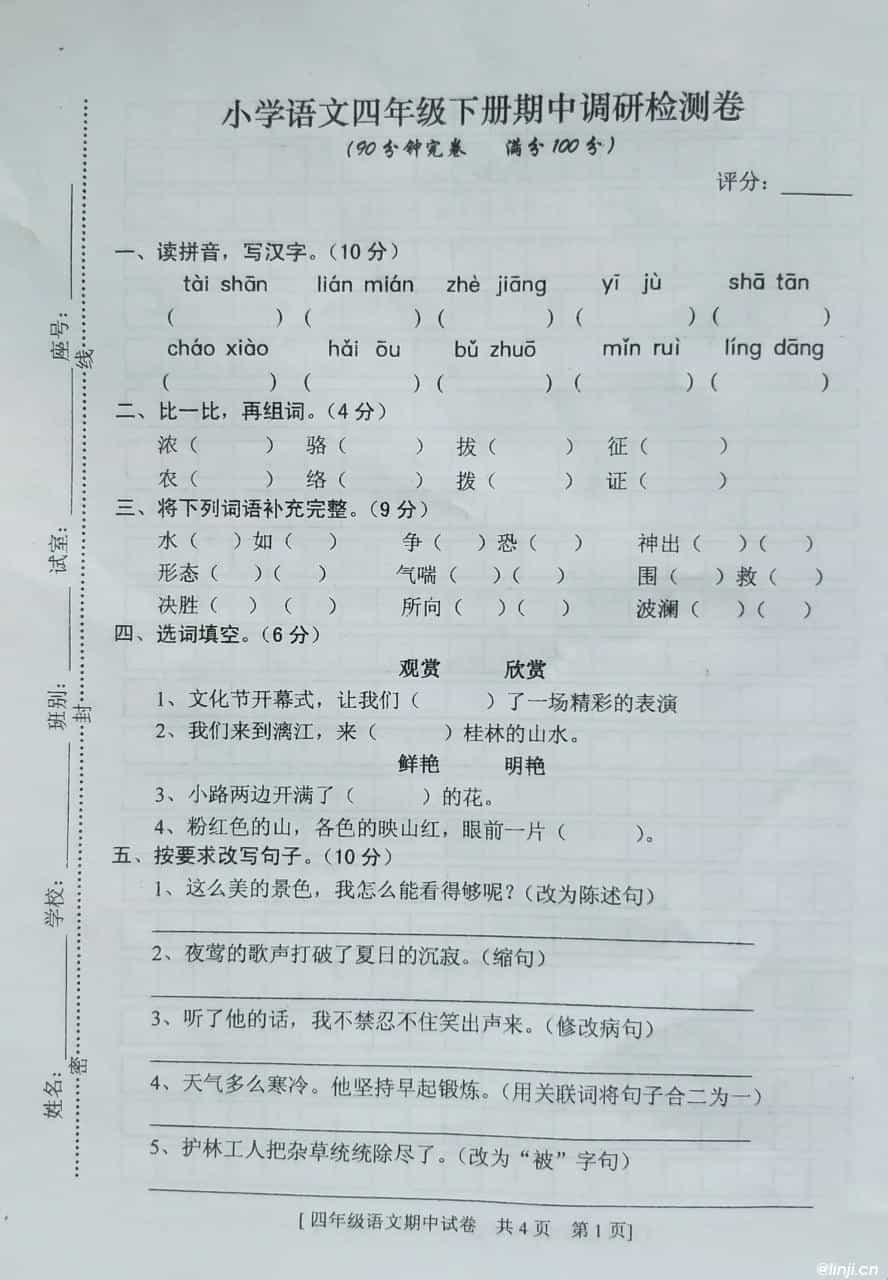 小学语文四年级下册期中调研检测卷
(90分钟完卷 满分100分)
评分：______
一、读拼音，写汉字。（10分）
tài shān lián mián zhè jiāng yī jù shā tān
（ ）（ ）（ ）（ ）（ ）
cháo xiào hǎi ōu bǔ zhuō mǐn ruì líng dāng
（ ）（ ）（ ）（ ）（ ）
二、比一比，再组词。（4分）
浓（ ） 骆（ ） 拔（ ） 征（ ）
农（ ） 络（ ） 拨（ ） 证（ ）
三、将下列词语补充完整。（9分）
水（ ）如（ ） 争（ ）恐（ ） 神出（ ）（ ）
形态（ ）（ ） 气喘（ ）（ ） 围（ ）救（ ）
决胜（ ）（ ） 所向（ ）（ ） 波澜（ ）（ ）
四、选词填空。（6分）
观赏 欣赏
1、文化节开幕式，让我们（ ）了一场精彩的表演
2、我们来到漓江，来（ ）桂林的山水。
鲜艳 明艳
3、小路两边开满了（ ）的花。
4、粉红色的山，各色的映山红，眼前一片（ ）。
五、按要求改写句子。（10分）
1、这么美的景色，我怎么能看得够呢？（改为陈述句）
2、夜莺的歌声打破了夏日的沉寂。（缩句）
3、听了他的话，我不禁忍不住笑出声来。（修改病句）
4、天气多么寒冷。他坚持早起锻炼。（用关联词将句子合二为一）
5、护林工人把杂草统统除尽了。（改为“被”字句）
[四年级语文期中试卷 共4页 第1页]
姓名：______ 学校：______ 班别：______ 试室：______ 座号：______
密 封 线
@linji.cn